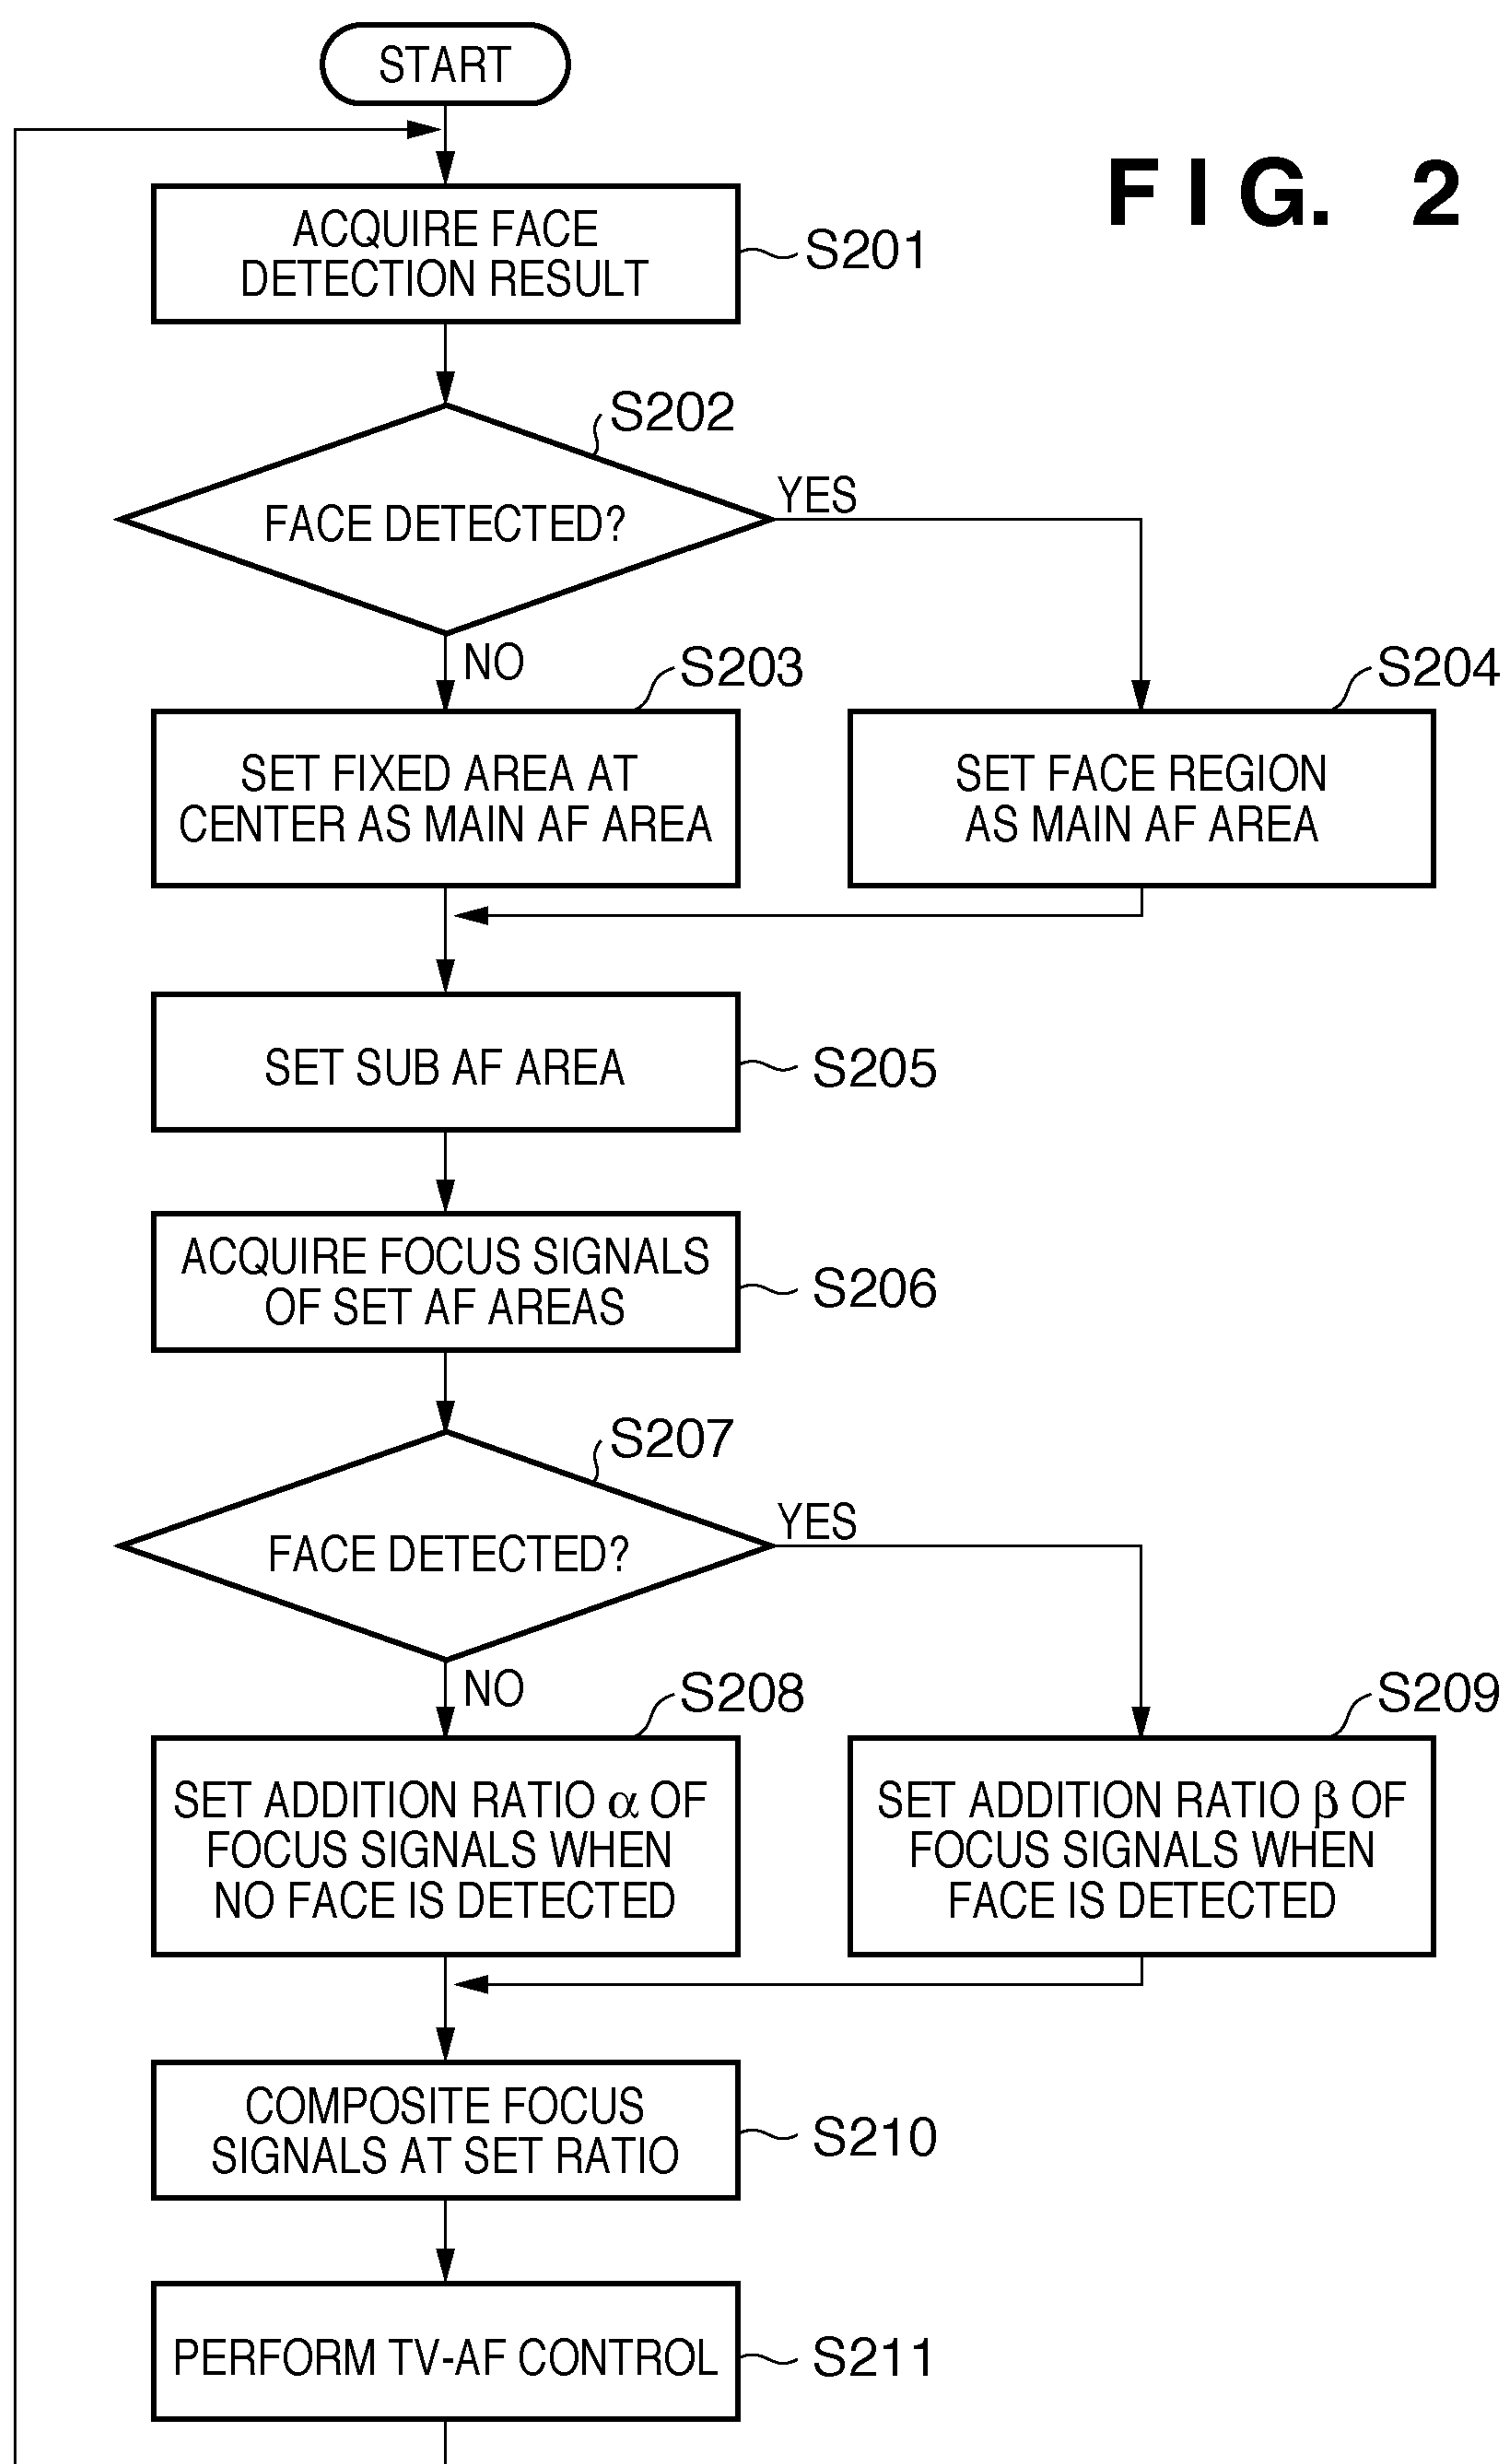 START
FIG. 2
ACQUIRE FACE
DETECTION RESULT
S201
S202
FACE DETECTED?
YES
NO
S203
SET FIXED AREA AT
CENTER AS MAIN AF AREA
S204
SET FACE REGION
AS MAIN AF AREA
SET SUB AF AREA
S205
ACQUIRE FOCUS SIGNALS
OF SET AF AREAS
S206
S207
FACE DETECTED?
YES
NO
S208
SET ADDITION RATIO α OF
FOCUS SIGNALS WHEN
NO FACE IS DETECTED
S209
SET ADDITION RATIO β OF
FOCUS SIGNALS WHEN
FACE IS DETECTED
COMPOSITE FOCUS
SIGNALS AT SET RATIO
S210
PERFORM TV-AF CONTROL
S211